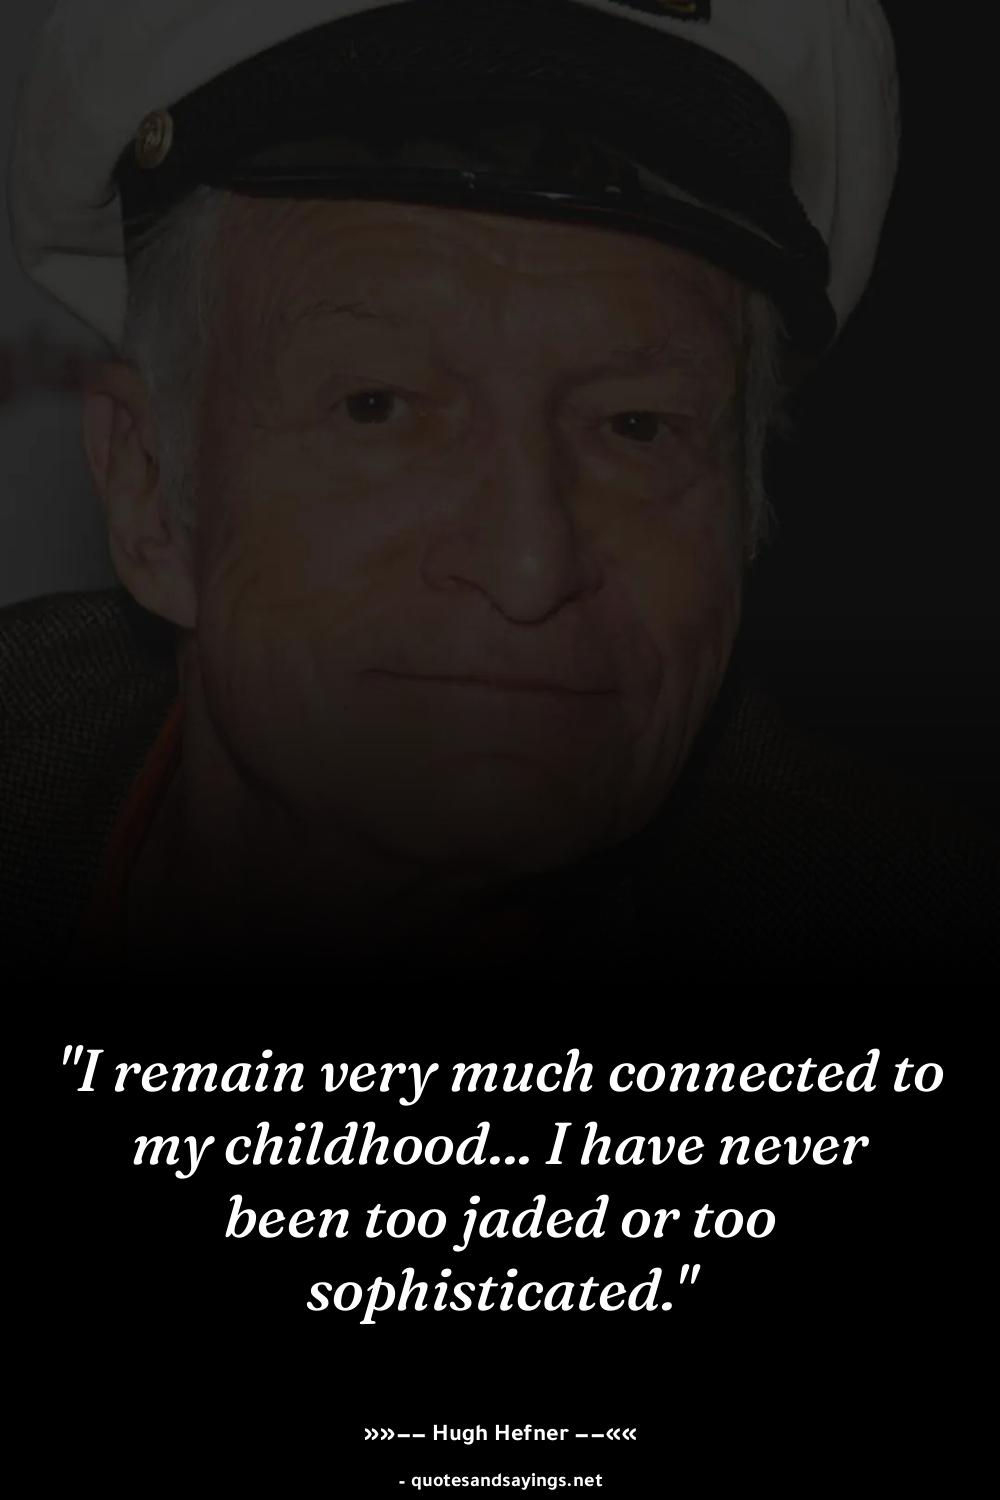 "I remain very much connected to
my childhood... I have never
been too jaded or too
sophisticated."
»»–– Hugh Hefner ––««
- quotesandsayings.net